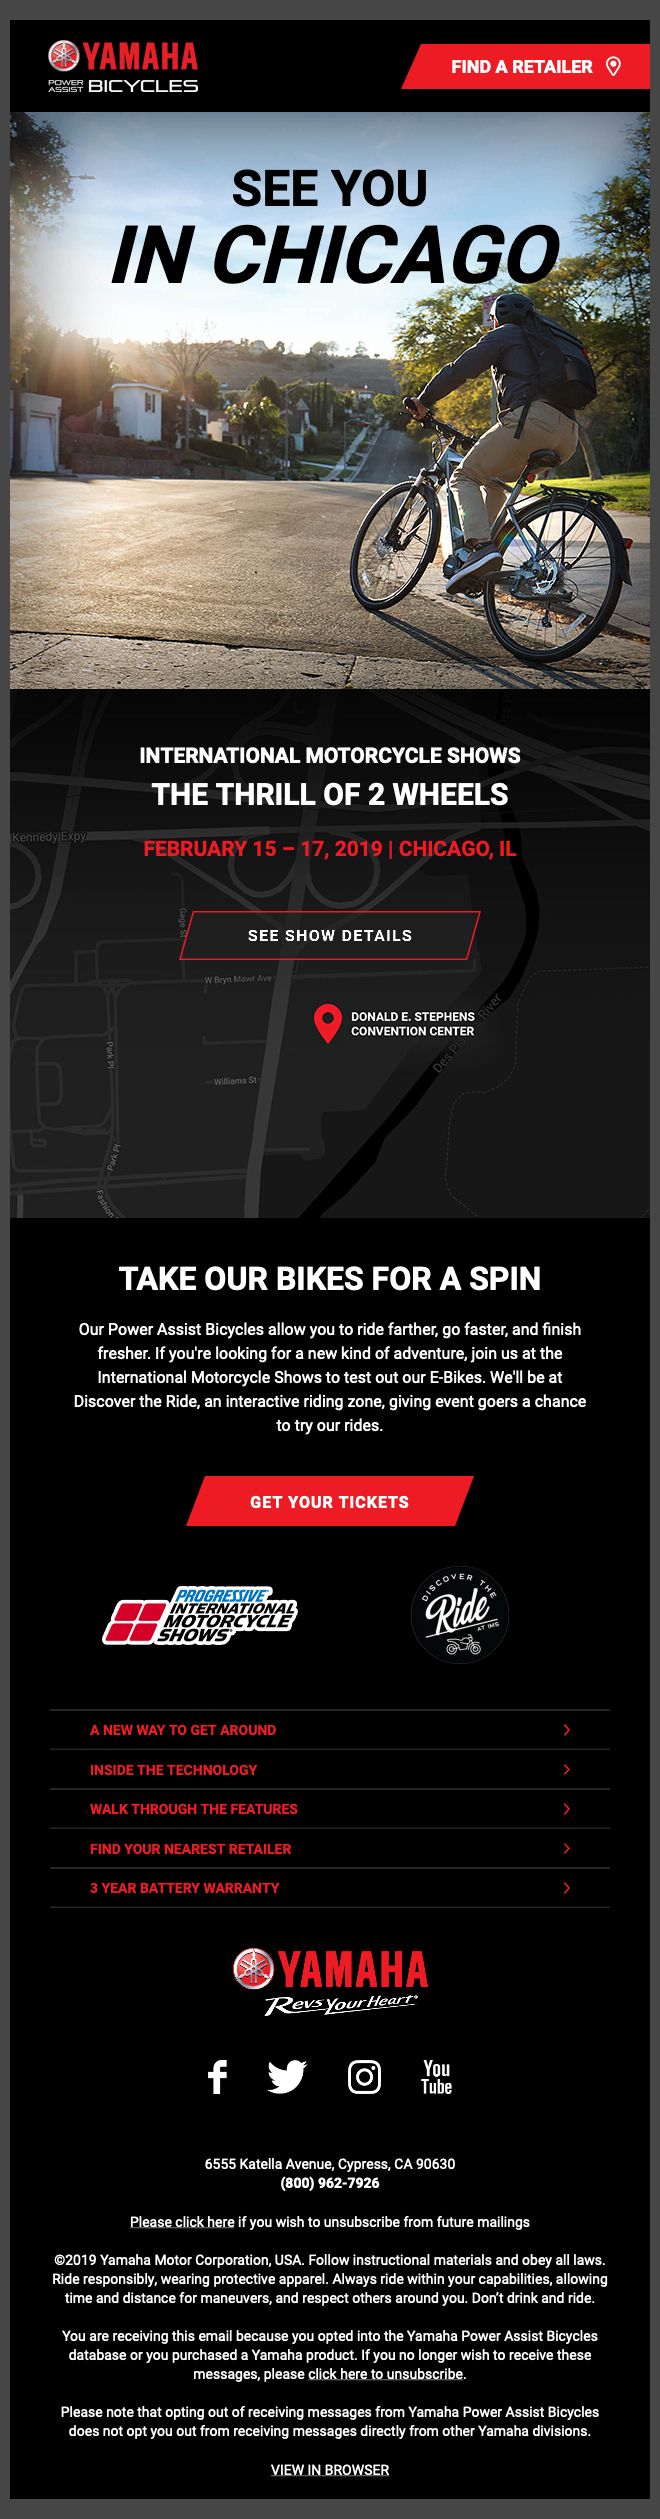 YAMAHA
POWER ASSIST BICYCLES
FIND A RETAILER
SEE YOU
IN CHICAGO
INTERNATIONAL MOTORCYCLE SHOWS
THE THRILL OF 2 WHEELS
Kennedy Expy
FEBRUARY 15 – 17, 2019 | CHICAGO, IL
Gage St
SEE SHOW DETAILS
W Bryn Mawr Ave
DONALD E. STEPHENS
CONVENTION CENTER
River
Park Pl
Williams St
Park Pl
Fashion
TAKE OUR BIKES FOR A SPIN
Our Power Assist Bicycles allow you to ride farther, go faster, and finish
fresher. If you're looking for a new kind of adventure, join us at the
International Motorcycle Shows to test out our E-Bikes. We'll be at
Discover the Ride, an interactive riding zone, giving event goers a chance
to try our rides.
GET YOUR TICKETS
PROGRESSIVE
INTERNATIONAL
MOTORCYCLE
SHOWS
DISCOVER THE
Ride
AT IMS
A NEW WAY TO GET AROUND
INSIDE THE TECHNOLOGY
WALK THROUGH THE FEATURES
FIND YOUR NEAREST RETAILER
3 YEAR BATTERY WARRANTY
YAMAHA
Revs Your Heart
You
Tube
6555 Katella Avenue, Cypress, CA 90630
(800) 962-7926
Please click here if you wish to unsubscribe from future mailings
©2019 Yamaha Motor Corporation, USA. Follow instructional materials and obey all laws.
Ride responsibly, wearing protective apparel. Always ride within your capabilities, allowing
time and distance for maneuvers, and respect others around you. Don't drink and ride.
You are receiving this email because you opted into the Yamaha Power Assist Bicycles
database or you purchased a Yamaha product. If you no longer wish to receive these
messages, please click here to unsubscribe.
Please note that opting out of receiving messages from Yamaha Power Assist Bicycles
does not opt you out from receiving messages directly from other Yamaha divisions.
VIEW IN BROWSER